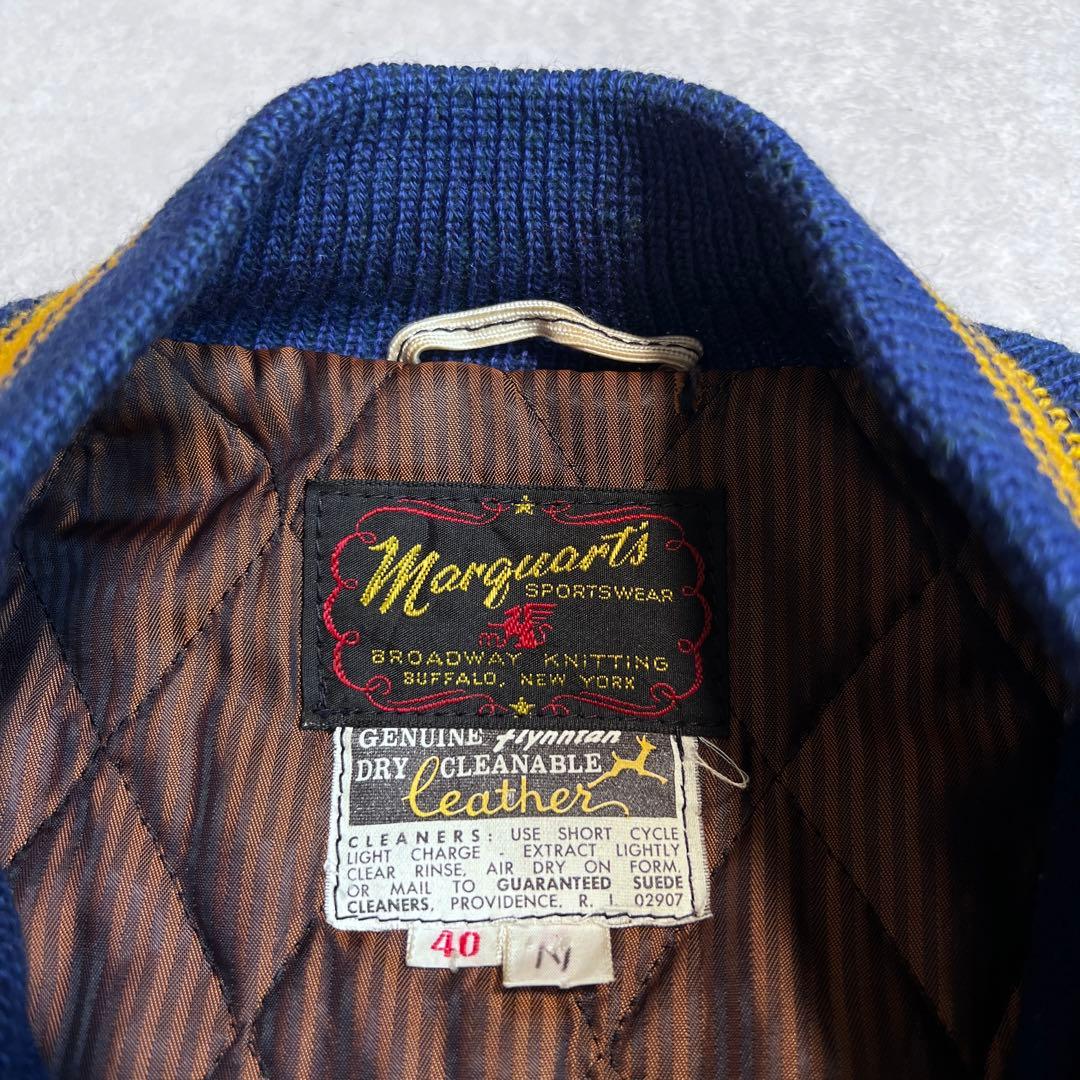 Marquart's
SPORTSWEAR
BROADWAY KNITTING
BUFFALO, NEW YORK
GENUINE flynntan
DRY CLEANABLE
Leather
CLEANERS: USE SHORT CYCLE
LIGHT CHARGE . EXTRACT LIGHTLY
CLEAR RINSE, AIR DRY ON FORM.
OR MAIL TO GUARANTEED SUEDE
CLEANERS, PROVIDENCE, R. I. 02907
40